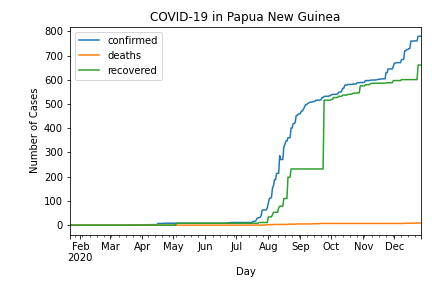 COVID-19 in Papua New Guinea
confirmed
deaths
recovered
Number of Cases
800
700
600
500
400
300
200
100
0
Feb Mar Apr May Jun Jul Aug Sep Oct Nov Dec
2020
Day